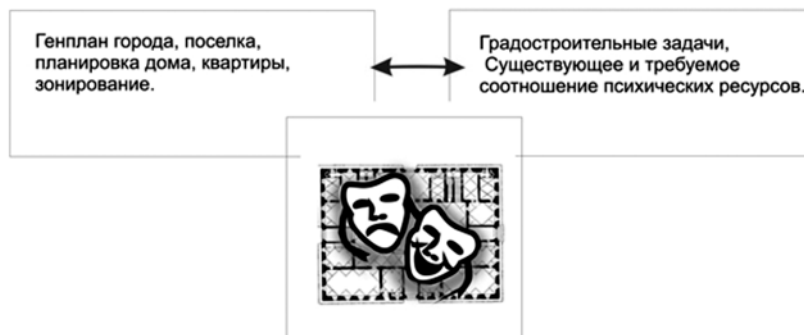 Генплан города, поселка,
планировка дома, квартиры,
зонирование.
Градостроительные задачи,
Существующее и требуемое
соотношение психических ресурсов.